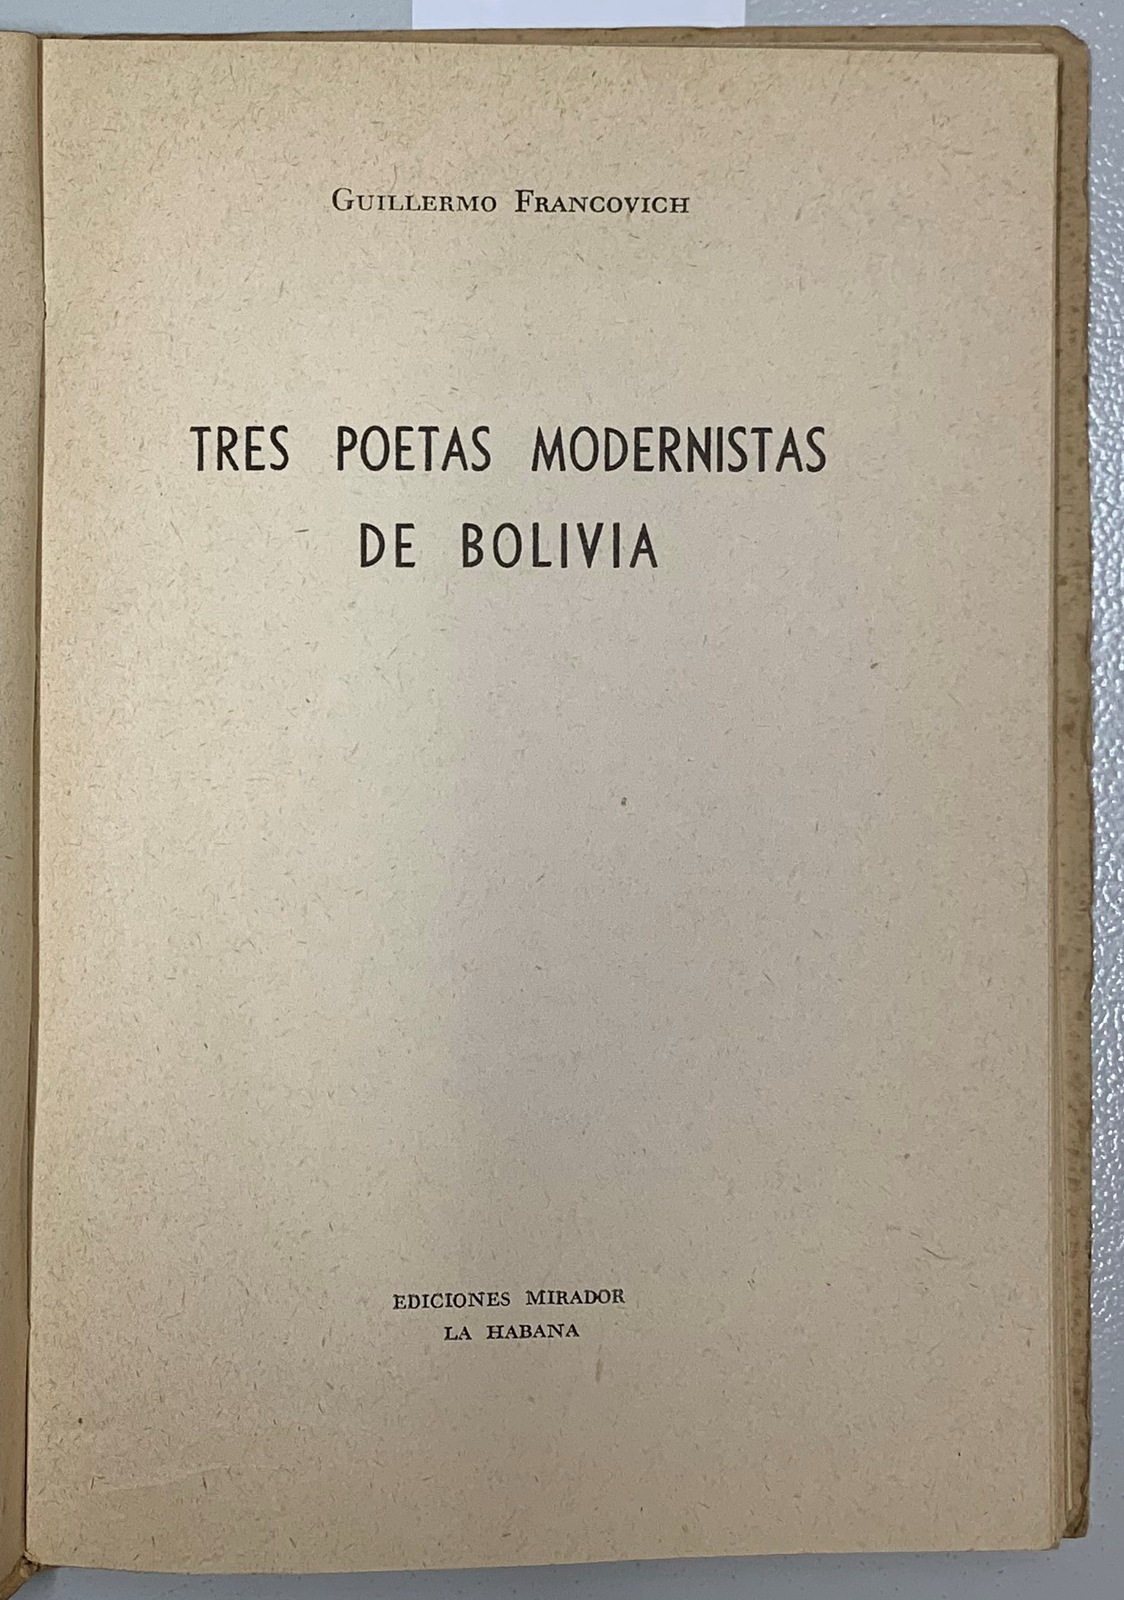 Guillermo Francovich
TRES POETAS MODERNISTAS
DE BOLIVIA
EDICIONES MIRADOR
LA HABANA